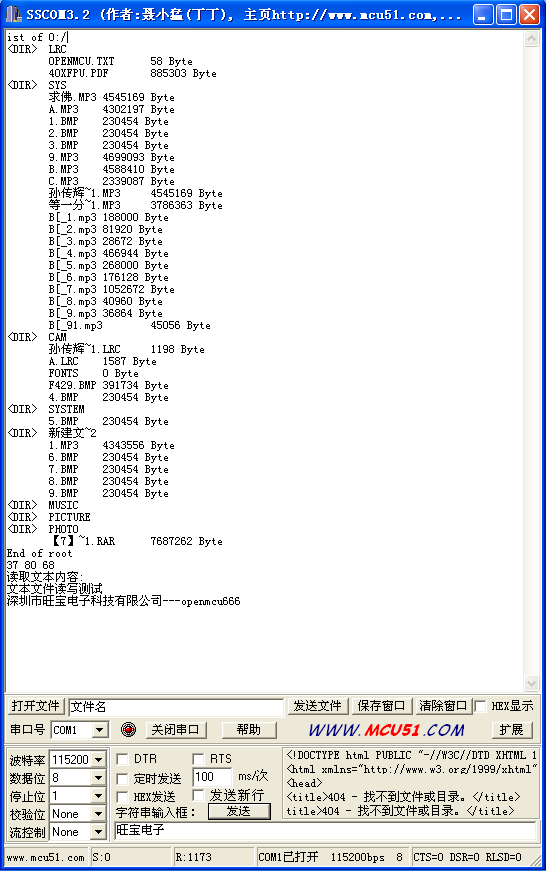 SSCOM3.2 (作者:聂小猛(丁丁), 主页http://www.mcu51.com,...
ist of 0:/
<DIR> LRC
OPENMCU.TXT 58 Byte
40XFPU.PDF 885303 Byte
<DIR> SYS
求佛.MP3 4545169 Byte
A.MP3 4302197 Byte
1.BMP 230454 Byte
2.BMP 230454 Byte
3.BMP 230454 Byte
9.MP3 4699093 Byte
B.MP3 4588410 Byte
C.MP3 2339087 Byte
孙传辉~1.MP3 4545169 Byte
等一分~1.MP3 3786363 Byte
B[_1.mp3 188000 Byte
B[_2.mp3 81920 Byte
B[_3.mp3 28672 Byte
B[_4.mp3 466944 Byte
B[_5.mp3 268000 Byte
B[_6.mp3 176128 Byte
B[_7.mp3 1052672 Byte
B[_8.mp3 40960 Byte
B[_9.mp3 36864 Byte
B[_91.mp3 45056 Byte
<DIR> CAM
孙传辉~1.LRC 1198 Byte
A.LRC 1587 Byte
FONTS 0 Byte
F429.BMP 391734 Byte
4.BMP 230454 Byte
<DIR> SYSTEM
5.BMP 230454 Byte
<DIR> 新建文~2
1.MP3 4343556 Byte
6.BMP 230454 Byte
7.BMP 230454 Byte
8.BMP 230454 Byte
9.BMP 230454 Byte
<DIR> MUSIC
<DIR> PICTURE
<DIR> PHOTO
【7】~1.RAR 7687262 Byte
End of root
37 80 68
读取文本内容:
文本文件读写测试
深圳市旺宝电子科技有限公司---openmcu666
打开文件 文件名 发送文件 保存窗口 清除窗口 HEX显示
串口号 COM1 关闭串口 帮助 WWW.MCU51.COM 扩展
波特率 115200 DTR RTS
数据位 8 定时发送 100 ms/次
停止位 1 HEX发送 发送新行
校验位 None 字符串输入框: 发送
流控制 None 旺宝电子
<!DOCTYPE html PUBLIC "-//W3C//DTD XHTML 1
<html xmlns="http://www.w3.org/1999/xhtml"
<head>
<title>404 - 找不到文件或目录。</title>
title>404 - 找不到文件或目录。</title>
www.mcu51.com S:0 R:1173 COM1已打开 115200bps 8 CTS=0 DSR=0 RLSD=0